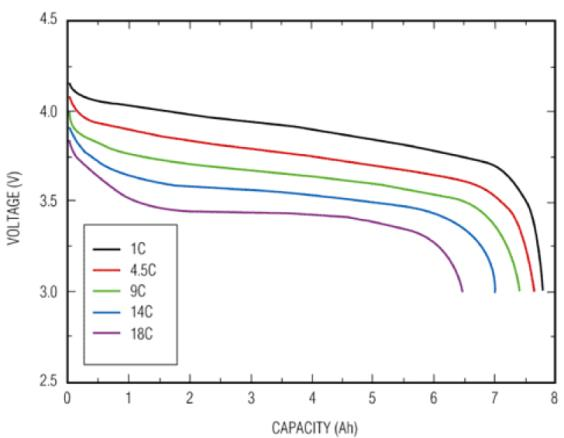 4.5
4.0
3.5
3.0
2.5
VOLTAGE (V)
1C
4.5C
9C
14C
18C
0 1 2 3 4 5 6 7 8
CAPACITY (Ah)